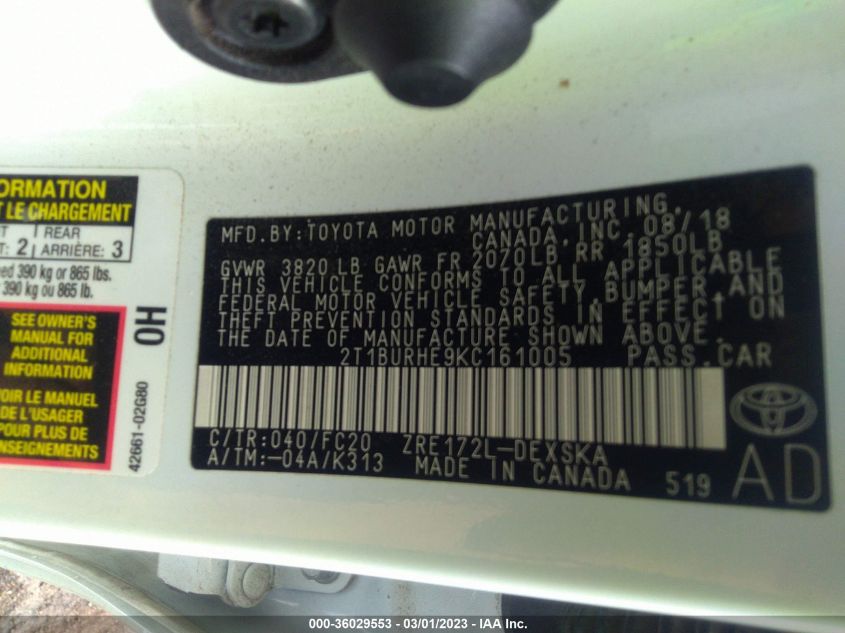 ORMATION
T LE CHARGEMENT
T REAR
T: 2 ARRIÈRE: 3
ed 390 kg or 865 lbs.
390 kg ou 865 lb.
SEE OWNER'S
MANUAL FOR
ADDITIONAL
INFORMATION
OIR LE MANUEL
DE L'USAGER
POUR PLUS DE
ENSEIGNEMENTS
0H
42661-02G80
MFD.BY:TOYOTA MOTOR MANUFACTURING,
CANADA,INC. 08/18
GVWR 3820 LB GAWR FR 2070LB RR 1850LB
THIS VEHICLE CONFORMS TO ALL APPLICABLE
FEDERAL MOTOR VEHICLE SAFETY,BUMPER,AND
THEFT PREVENTION STANDARDS IN EFFECT ON
THE DATE OF MANUFACTURE SHOWN ABOVE.
2T1BURHE9KC161005 PASS.CAR
C/TR:040/FC20 ZRE172L-DEXSKA
A/TM:-04A/K313 MADE IN CANADA 519
AD
000-36029553 - 03/01/2023 - IAA Inc.